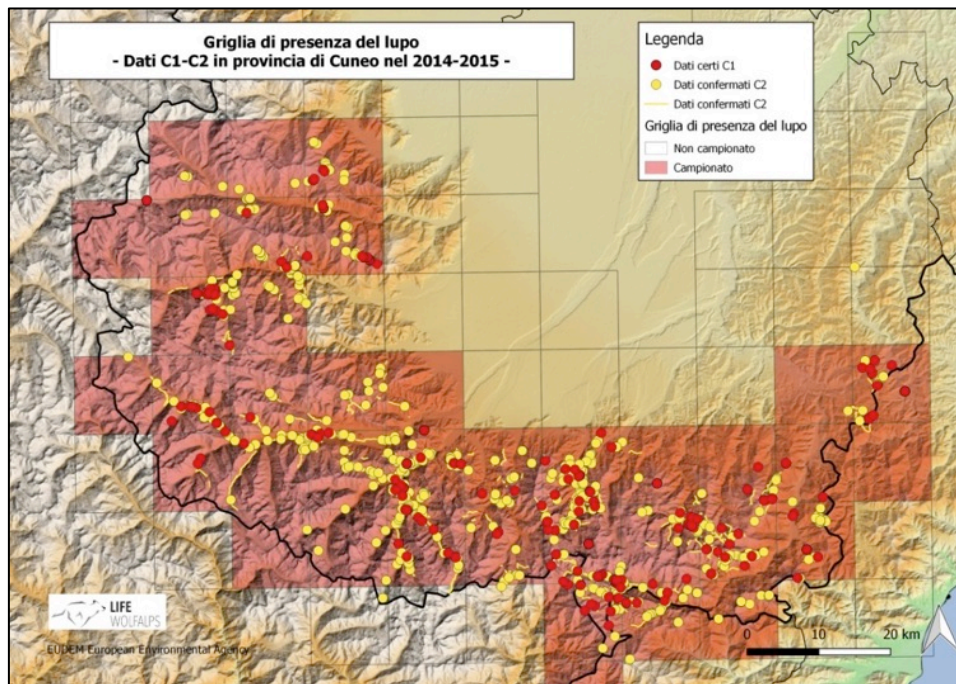 Griglia di presenza del lupo
- Dati C1-C2 in provincia di Cuneo nel 2014-2015 -
Legenda
Dati certi C1
Dati confermati C2
Dati confermati C2
Griglia di presenza del lupo
Non campionato
Campionato
LIFE
WOLFALPS
EUDEM European Environmental Agency
0 10 20 km